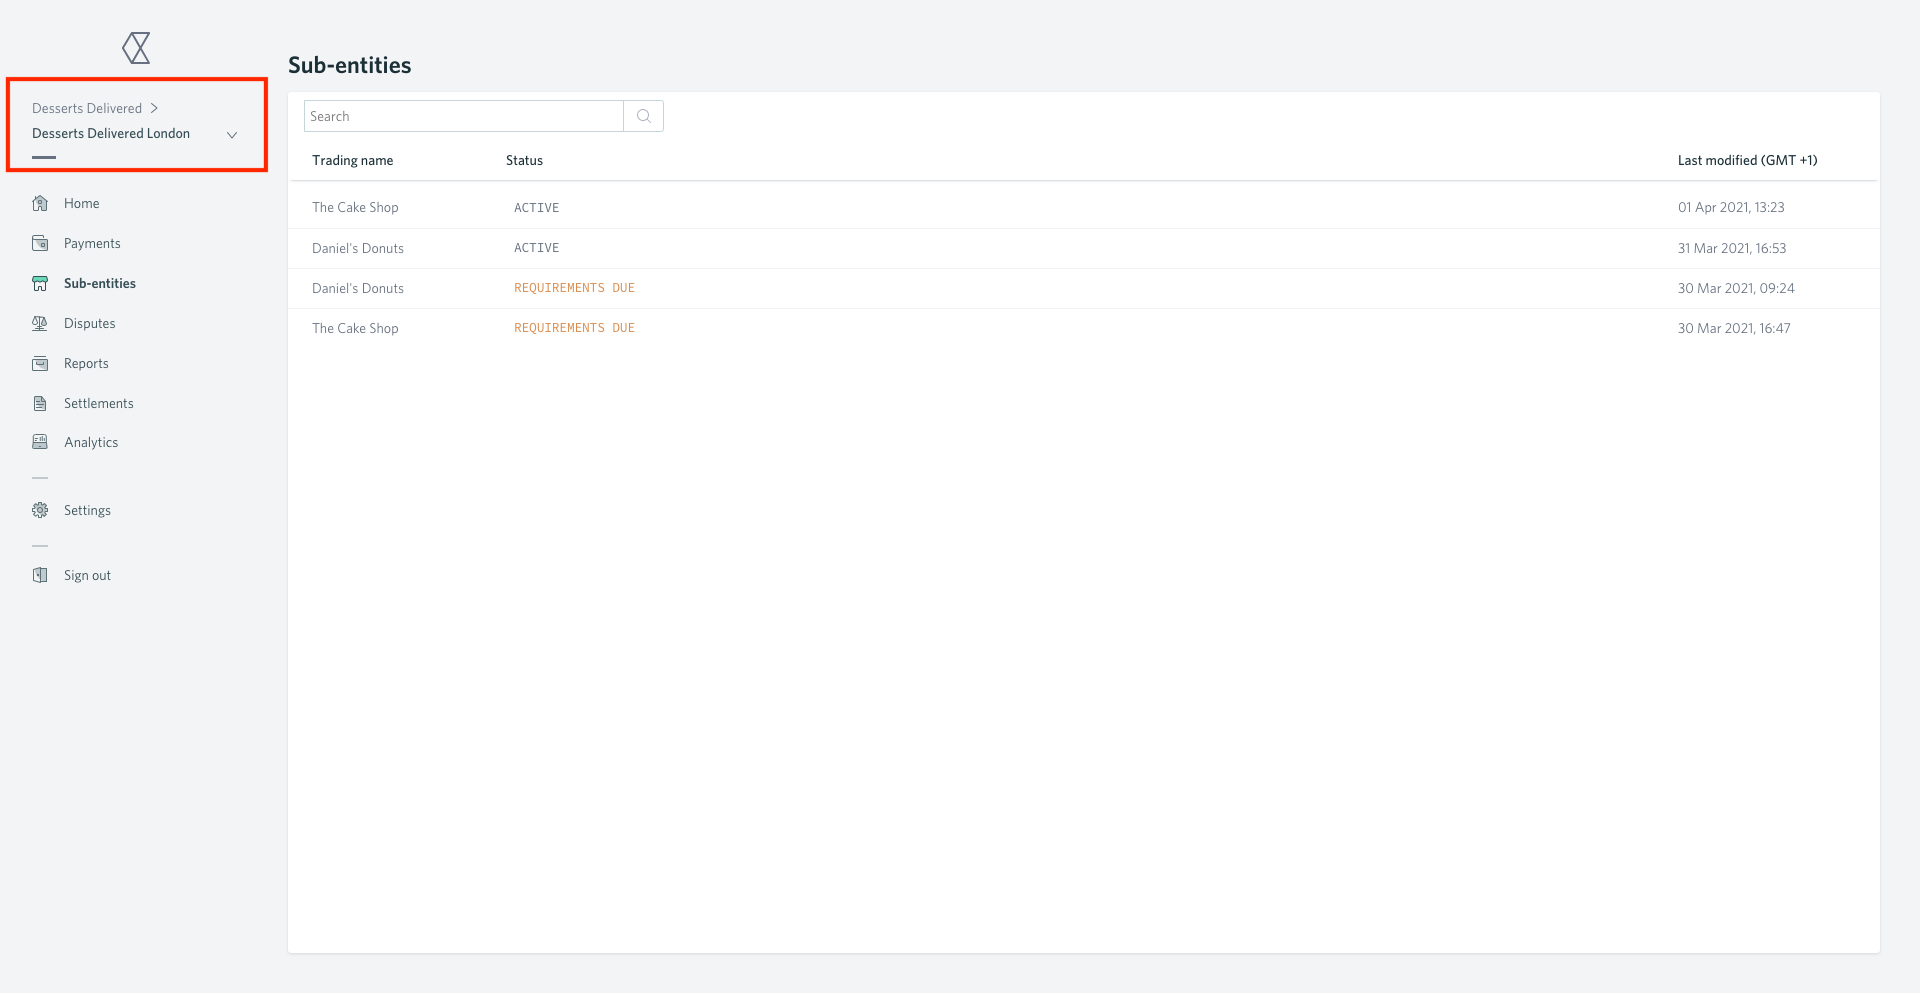 Desserts Delivered
Desserts Delivered London
Home
Payments
Sub-entities
Disputes
Reports
Settlements
Analytics
Settings
Sign out
Sub-entities
Search
Trading name Status Last modified (GMT +1)
The Cake Shop ACTIVE 01 Apr 2021, 13:23
Daniel's Donuts ACTIVE 31 Mar 2021, 16:53
Daniel's Donuts REQUIREMENTS DUE 30 Mar 2021, 09:24
The Cake Shop REQUIREMENTS DUE 30 Mar 2021, 16:47